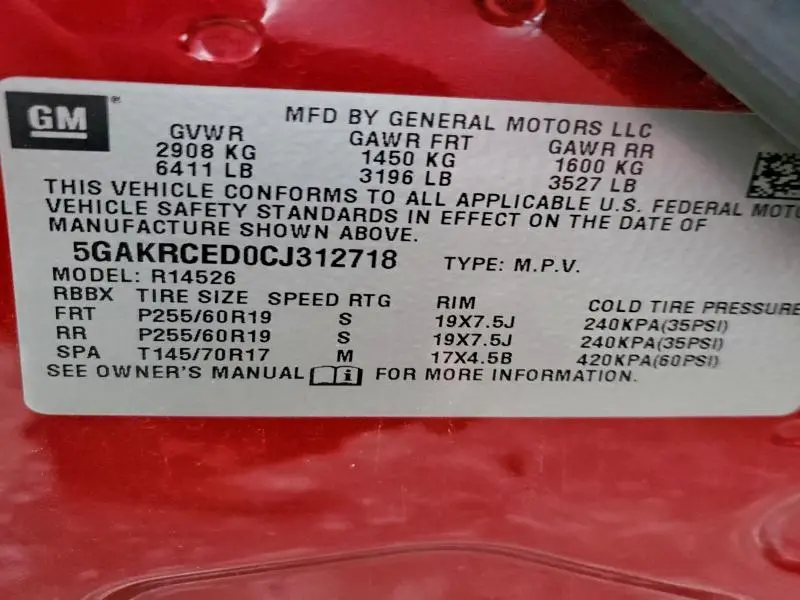 GM®
MFD BY GENERAL MOTORS LLC
GVWR GAWR FRT GAWR RR
2908 KG 1450 KG 1600 KG
6411 LB 3196 LB 3527 LB
THIS VEHICLE CONFORMS TO ALL APPLICABLE U.S. FEDERAL MOTO
VEHICLE SAFETY STANDARDS IN EFFECT ON THE DATE OF
MANUFACTURE SHOWN ABOVE.
5GAKRCED0CJ312718 TYPE: M.P.V.
MODEL: R14526
RBBX TIRE SIZE SPEED RTG RIM COLD TIRE PRESSURE
FRT P255/60R19 S 19X7.5J 240KPA(35PSI)
RR P255/60R19 S 19X7.5J 240KPA(35PSI)
SPA T145/70R17 M 17X4.5B 420KPA(60PSI)
SEE OWNER'S MANUAL i FOR MORE INFORMATION.